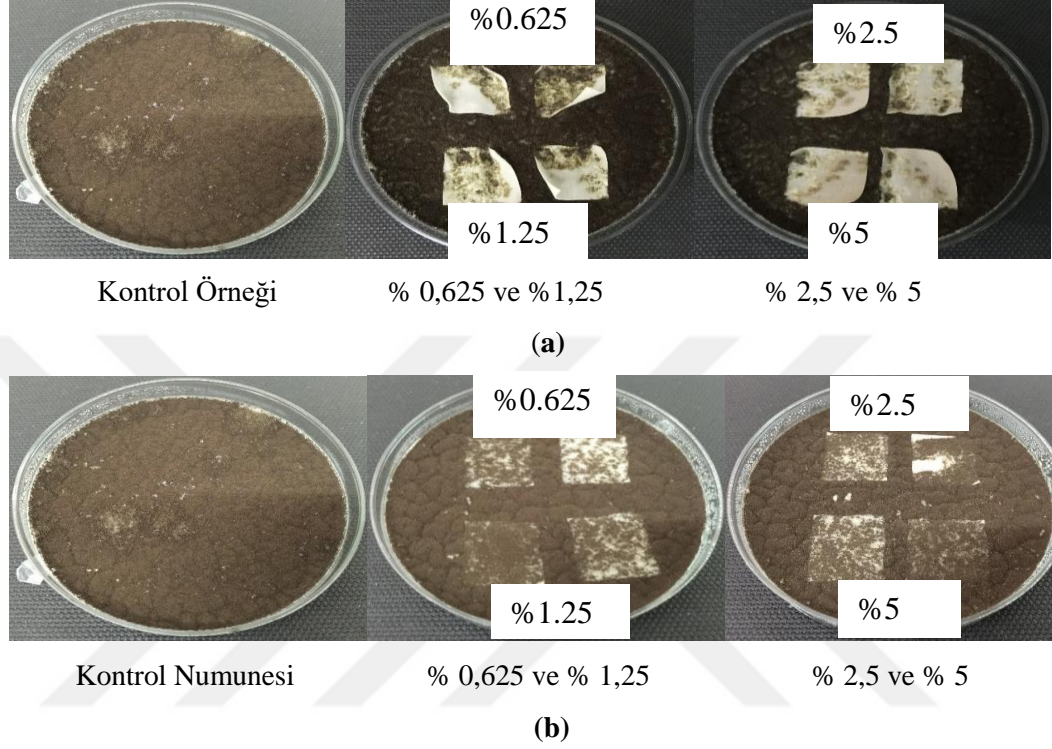 %0.625
%2.5
%1.25
%5
Kontrol Örneği
% 0,625 ve %1,25
% 2,5 ve % 5
(a)
%0.625
%2.5
%1.25
%5
Kontrol Numunesi
% 0,625 ve % 1,25
% 2,5 ve % 5
(b)